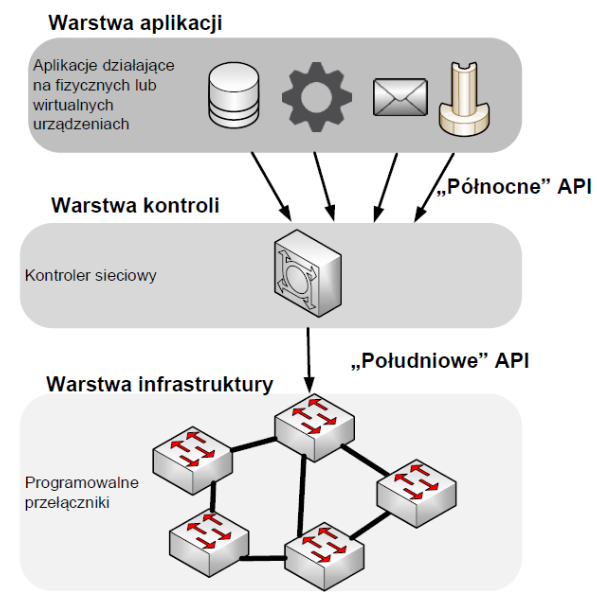 Warstwa aplikacji
Aplikacje działające
na fizycznych lub
wirtualnych
urządzeniach
„Północne” API
Warstwa kontroli
Kontroler sieciowy
„Południowe” API
Warstwa infrastruktury
Programowalne
przełączniki